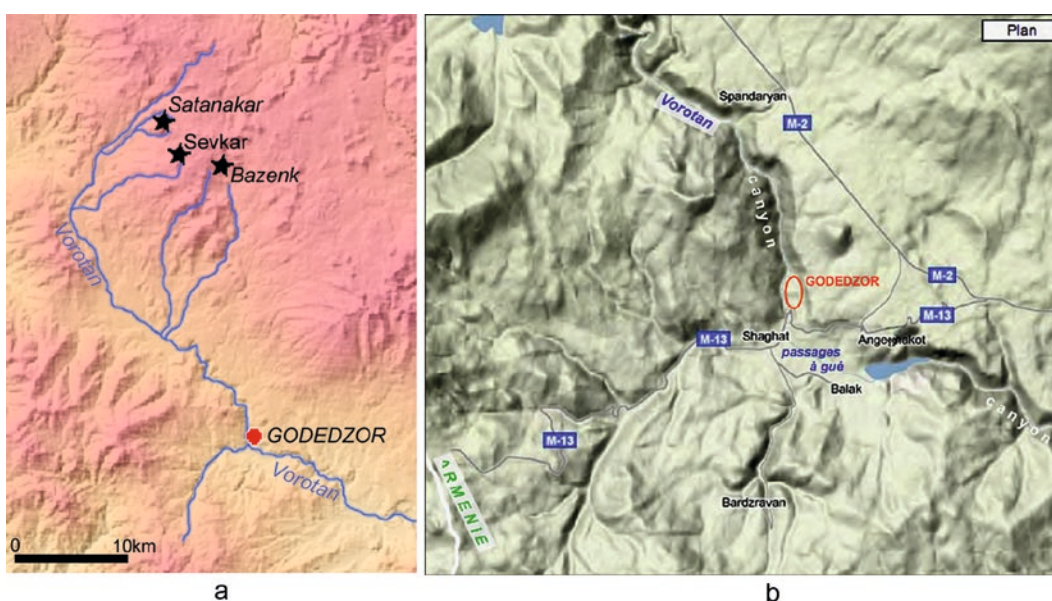 Satanakar
Sevkar
Bazenk
Vorotan
GODEDZOR
Vorotan
0 10km
a
Plan
Spandaryan
Vorotan
M-2
canyon
GODEDZOR
M-2
M-13
Shaghat
M-13
passages
à gué
Balak
canyon
M-13
Bardzravan
ARMENIE
b